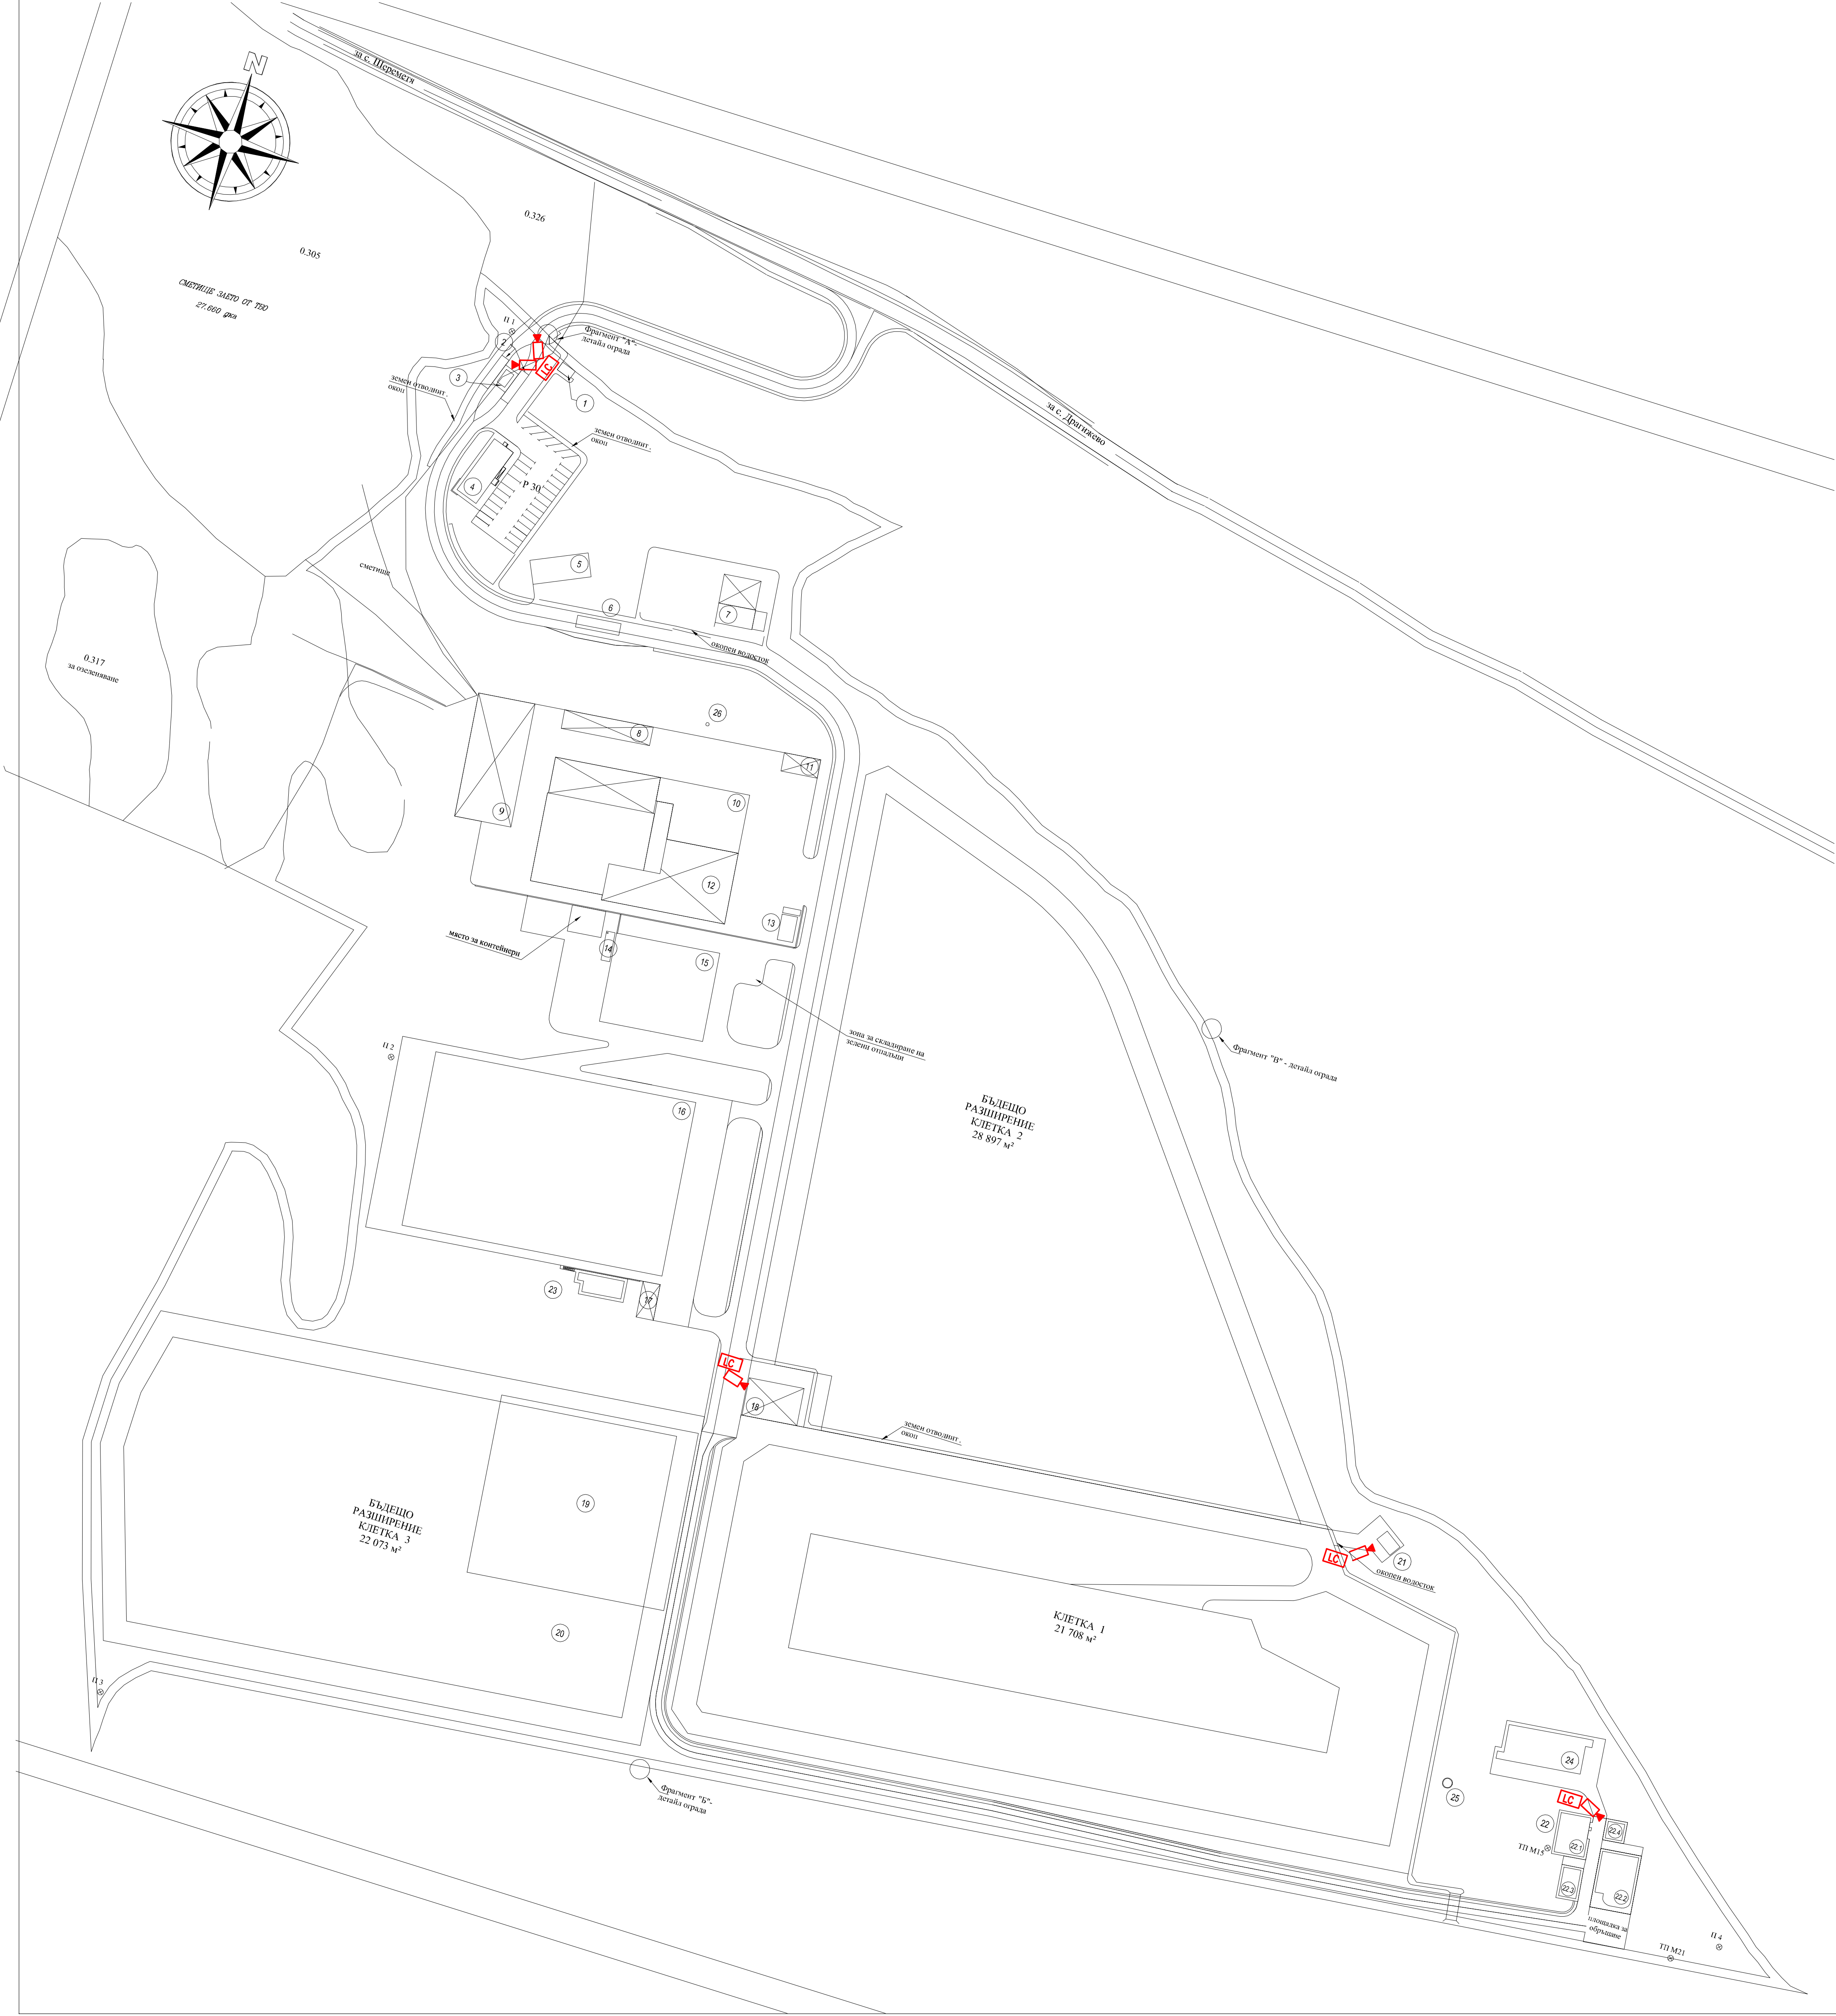 N
за с. Шереметя
0.326
0.305
СМЕТИЩЕ ЗАЕТО ОТ ТБО
27.660 дка
П 1
2
Фрагмент "А"-
детайл ограда
LC
3
земен отводнит.
окоп
1
за с. Драгижево
земен отводнит.
окоп
4
Р 30
5
сметище
6
7
окопен водосток
0.317
за озеленяване
26
8
11
9
10
12
13
място за контейнери
14
15
зона за складиране на
зелени отпадъци
Фрагмент "В" - детайл ограда
П 2
БЪДЕЩО
РАЗШИРЕНИЕ
КЛЕТКА 2
28 897 м²
16
23
17
LC
18
земен отводнит.
окоп
БЪДЕЩО
РАЗШИРЕНИЕ
КЛЕТКА 3
22 073 м²
19
LC
21
окопен водосток
КЛЕТКА 1
21 708 м²
20
П 3
Фрагмент "Б"-
детайл ограда
24
25
LC
22
22.4
22.1
ТП М15
22.3
22.2
площадка за
обръщане
П 4
ТП М21